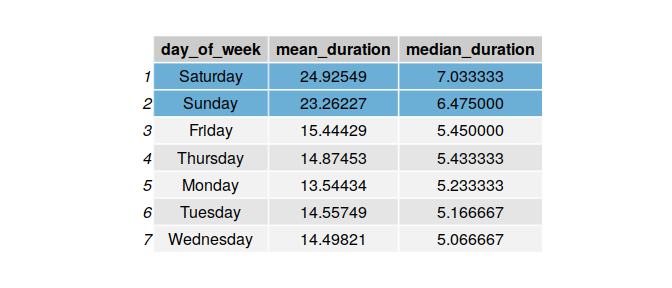 day_of_week mean_duration median_duration
1 Saturday 24.92549 7.033333
2 Sunday 23.26227 6.475000
3 Friday 15.44429 5.450000
4 Thursday 14.87453 5.433333
5 Monday 13.54434 5.233333
6 Tuesday 14.55749 5.166667
7 Wednesday 14.49821 5.066667